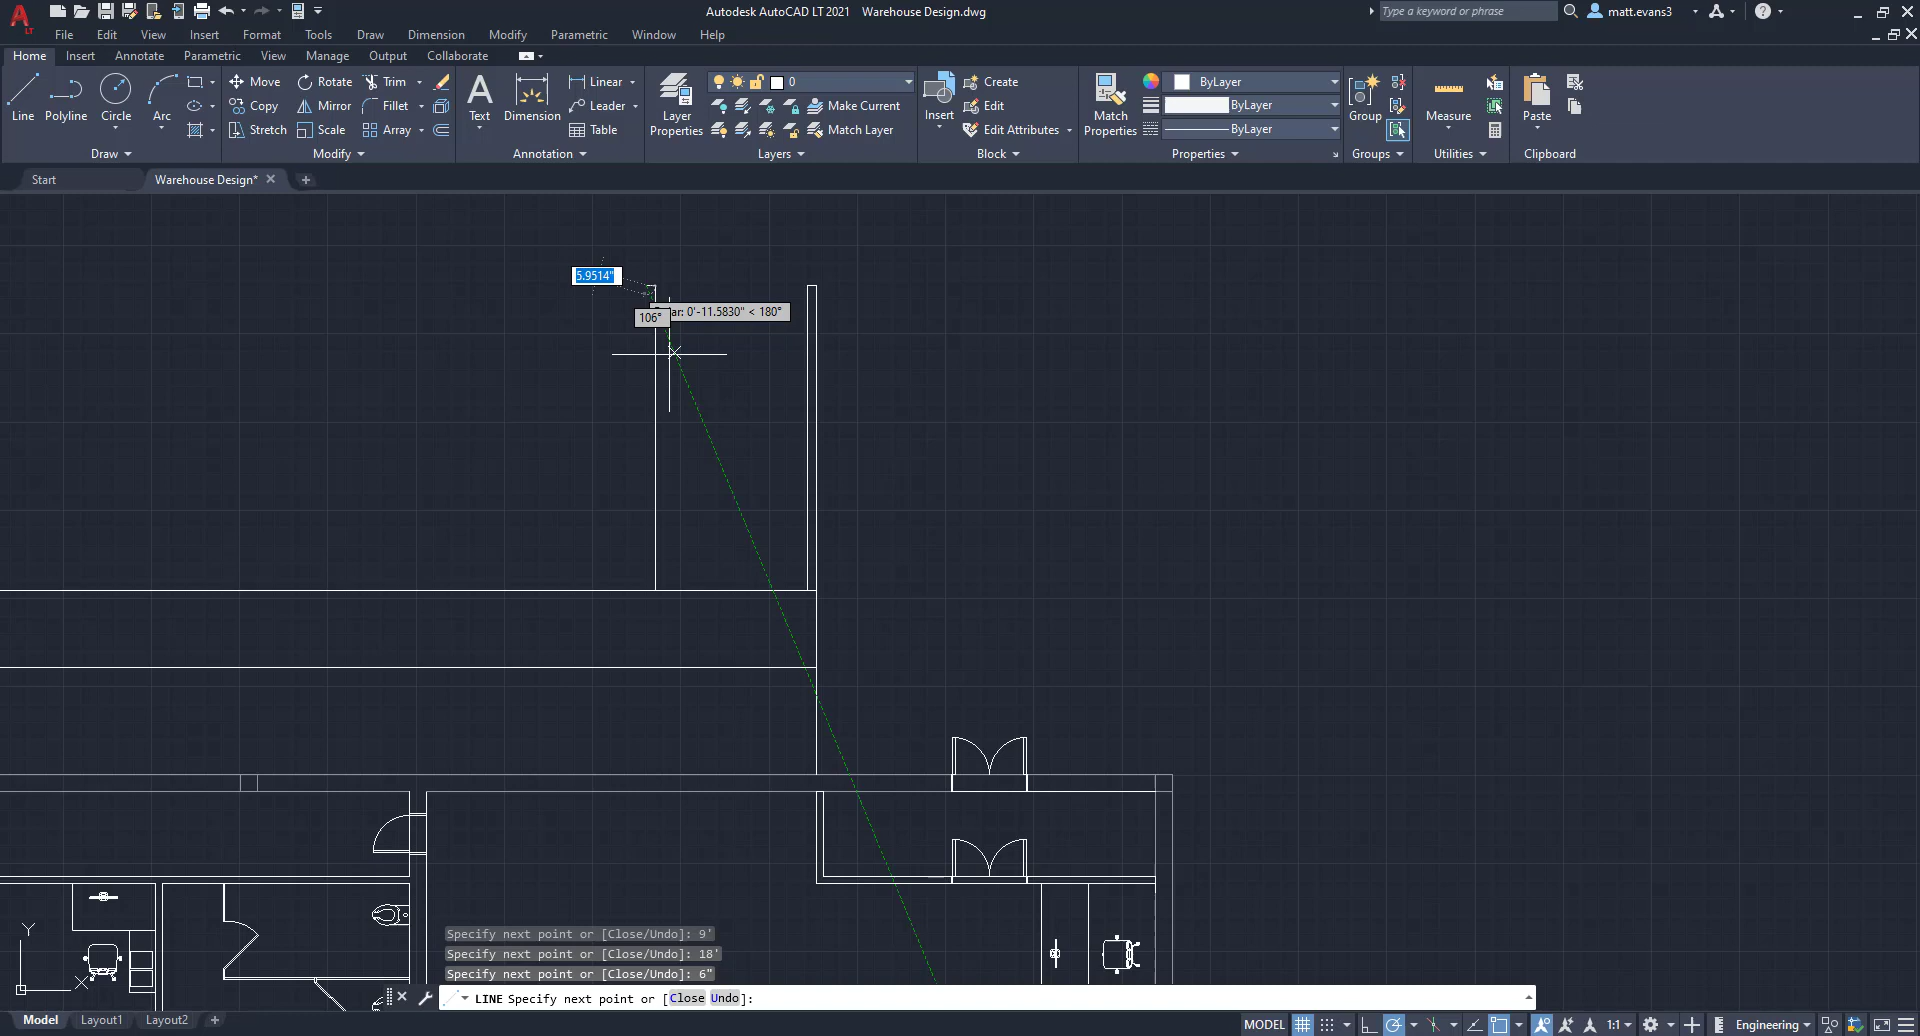 Autodesk AutoCAD LT 2021 Warehouse Design.dwg
Type a keyword or phrase
matt.evans3
LT
File Edit View Insert Format Tools Draw Dimension Modify Parametric Window Help
Home Insert Annotate Parametric View Manage Output Collaborate
Line Polyline Circle Arc
Draw
Move Rotate Trim
Copy Mirror Fillet
Stretch Scale Array
Modify
Text Dimension
Linear
Leader
Table
Annotation
Layer Properties
0
Make Current
Match Layer
Layers
Insert
Create
Edit
Edit Attributes
Block
Match Properties
ByLayer
ByLayer
ByLayer
Properties
Group
Groups
Measure
Utilities
Paste
Clipboard
Start Warehouse Design*
5.9514"
106°
ar: 0'-11.5830" < 180°
Y
X
Specify next point or [Close/Undo]: 9'
Specify next point or [Close/Undo]: 18'
Specify next point or [Close/Undo]: 6"
LINE Specify next point or [Close Undo]:
Model Layout1 Layout2
MODEL
1:1
Engineering